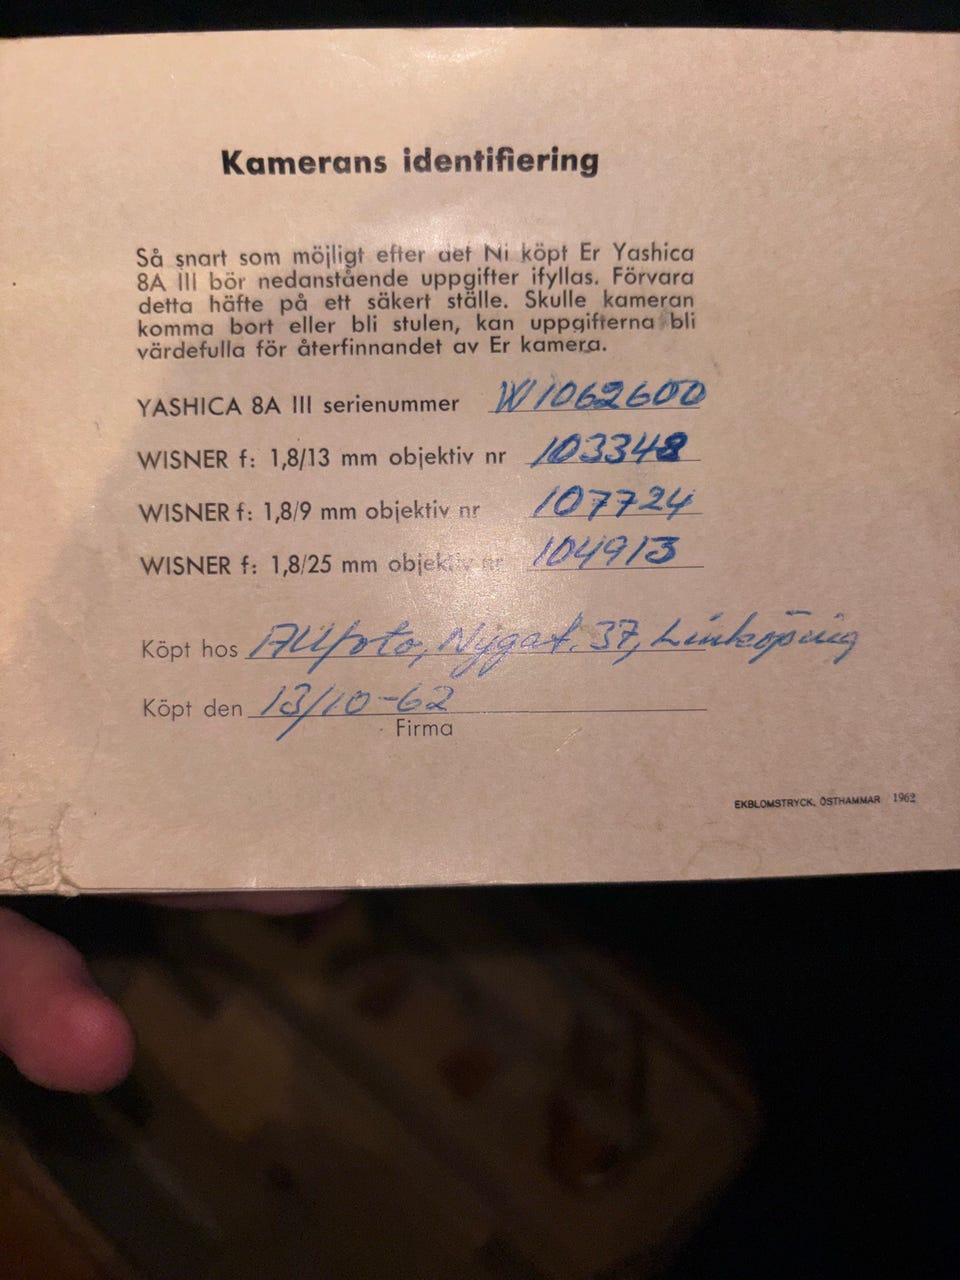 Kamerans identifiering
Så snart som möjligt efter det Ni köpt Er Yashica
8A III bör nedanstående uppgifter ifyllas. Förvara
detta häfte på ett säkert ställe. Skulle kameran
komma bort eller bli stulen, kan uppgifterna bli
värdefulla för återfinnandet av Er kamera.
YASHICA 8A III serienummer W1062600
WISNER f: 1,8/13 mm objektiv nr 103348
WISNER f: 1,8/9 mm objektiv nr 107724
WISNER f: 1,8/25 mm objektiv nr 104913
Köpt hos Allfoto, Nygat. 37, Linköping
Köpt den 13/10-62
Firma
EKBLOMSTRYCK, ÖSTHAMMAR 1962